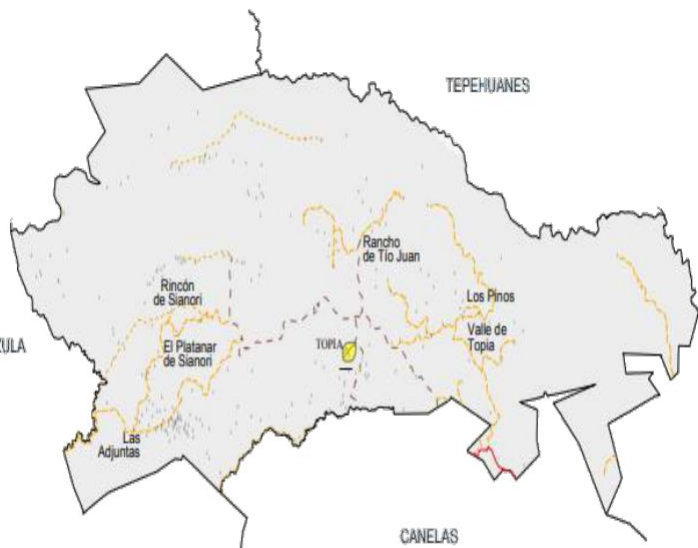 TEPEHUANES
Rancho
de Tío Juan
Rincón
de Sianori
Los Pinos
Valle de
Topia
TOPIA
El Platanar
de Sianori
Las
Adjuntas
CANELAS